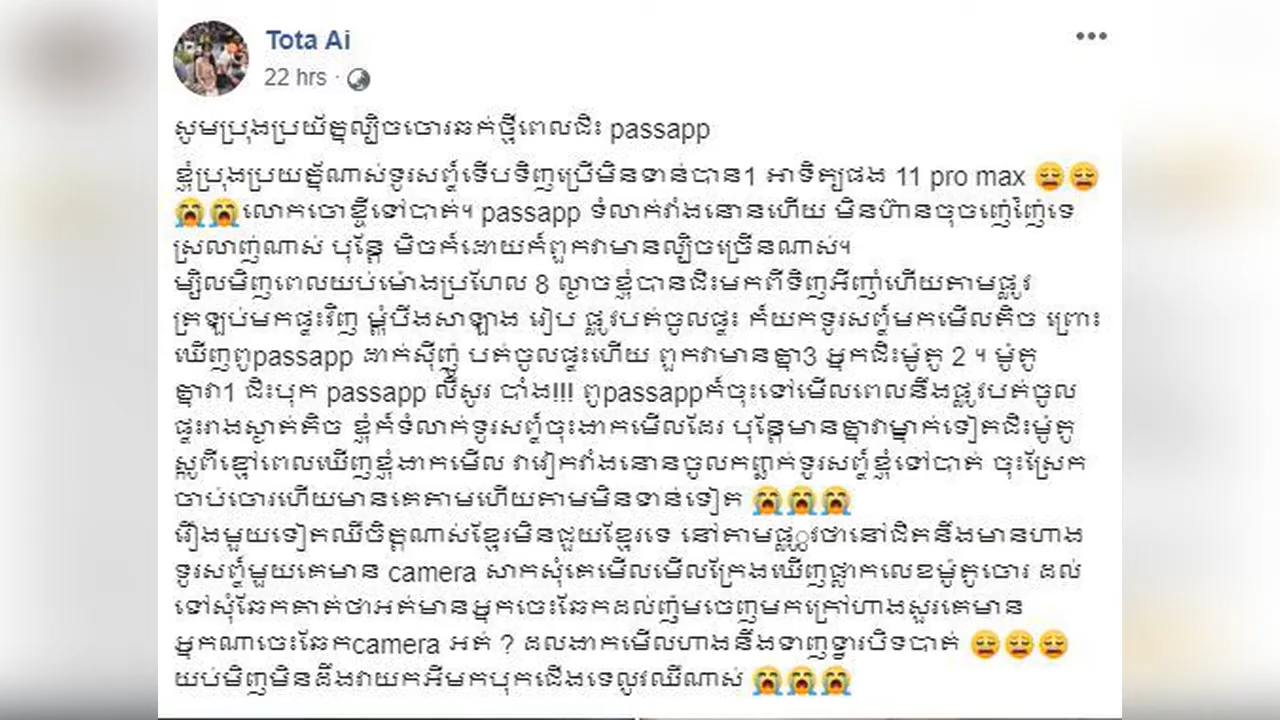 Tota Ai
22 hrs ·
សូមប្រុងប្រយ័ត្នល្បិចចោរឆក់ថ្មីពេលជិះ passapp
ខ្ញុំប្រុងប្រយត្ន័ណាស់ទូរសព្ទ័ទើបទិញប្រើមិនទាន់បាន1 អាទិត្យផង 11 pro max 😩😩
😭😭លោកចោខ្ចីទៅបាត់។ passapp ទំលាក់វាំងនោនហើយ មិនហ៊ានចុចញ៉េញ៉ៃទេ
ស្រលាញ់ណាស់ បុន្តែ មិចក៏ដោយក៏ពួកវាមានល្បិចច្រើនណាស់។
ម្សិលមិញពេលយប់ម៉ោងប្រហែល 8 ល្ងាចខ្ញុំបានជិះមកពីទិញអីញ៉ាំហើយតាមផ្លូវ
ត្រឡប់មកផ្ទះវិញ ម្តុំបឹងសាឡាង រៀប ផ្លូវបត់ចូលផ្ទះ ក៏យកទូរសព្ទ័មកមើលតិច ព្រោះ
ឃើញពូpassapp ដាក់ស៊ីញ៉ូ បត់ចូលផ្ទះហើយ ពួកវាមានគ្នា3 អ្នកជិះម៉ូតូ 2 ។ ម៉ូតូ
គ្នាវា1 ជិះបុក passapp លឺសូរ បាំង!!! ពូpassappក៏ចុះទៅមើលពេលនឹងផ្លូវបត់ចូល
ផ្ទះរាងស្ងាត់តិច ខ្ញុំក៏ទំលាក់ទូរសព្ទ័ចុះងាកមើលដែរ បុន្តែមានគ្នាវាម្នាក់ទៀតជិះម៉ូតូ
ស្កូពីខ្មៅពេលឃើញខ្ញុំងាកមើល វាវៀកវាំងនោនចូលកញ្ឆក់ទូរសព្ទ័ខ្ញុំទៅបាត់ ចុះស្រែក
ចាប់ចោរហើយមានគេតាមហើយតាមមិនទាន់ទៀត 😭😭😭
រឿងមួយទៀតឈឺចិត្តណាស់ខ្មែរមិនជួយខ្មែរទេ នៅតាមផ្លូវថានៅជិតនឹងមានហាង
ទូរសព្ទ័មួយគេមាន camera សាកសុំគេមើលមើលក្រែងឃើញផ្លាកលេខម៉ូតូចោរ ដល់
ទៅសុំឆែកគាត់ថាអត់មានអ្នកចេះឆែកដល់ញ៉មចេញមកក្រៅហាងសួរគេមាន
អ្នកណាចេះឆែកcamera អត់ ? ដលងាកមើលហាងនឹងទាញទ្វារបិទបាត់ 😩😩😩
យប់មិញមិនដឹងវាយកអីមកបុកជើងទេលូវឈឺណាស់ 😭😭😭